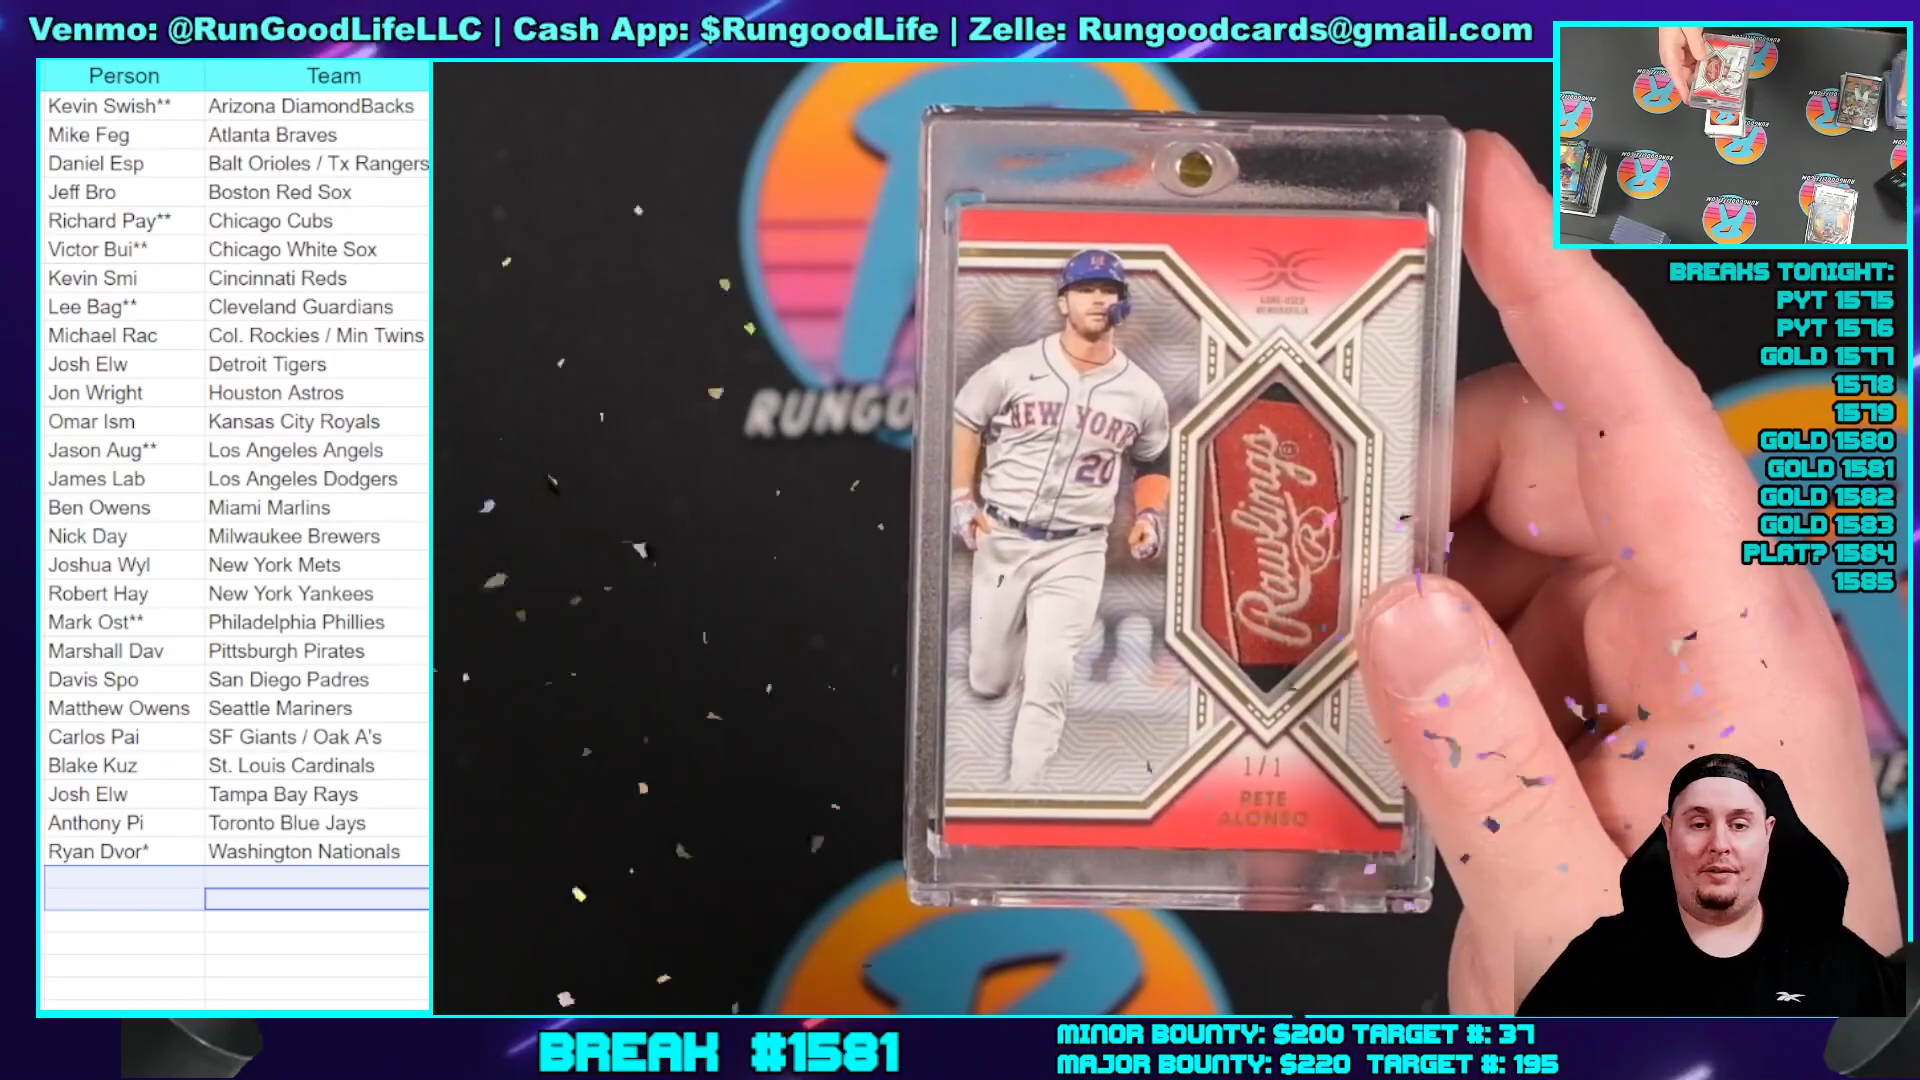 Venmo: @RunGoodLifeLLC | Cash App: $RungoodLife | Zelle: Rungoodcards@gmail.com
Person Team
Kevin Swish** Arizona DiamondBacks
Mike Feg Atlanta Braves
Daniel Esp Balt Orioles / Tx Rangers
Jeff Bro Boston Red Sox
Richard Pay** Chicago Cubs
Victor Bui** Chicago White Sox
Kevin Smi Cincinnati Reds
Lee Bag** Cleveland Guardians
Michael Rac Col. Rockies / Min Twins
Josh Elw Detroit Tigers
Jon Wright Houston Astros
Omar Ism Kansas City Royals
Jason Aug** Los Angeles Angels
James Lab Los Angeles Dodgers
Ben Owens Miami Marlins
Nick Day Milwaukee Brewers
Joshua Wyl New York Mets
Robert Hay New York Yankees
Mark Ost** Philadelphia Phillies
Marshall Dav Pittsburgh Pirates
Davis Spo San Diego Padres
Matthew Owens Seattle Mariners
Carlos Pai SF Giants / Oak A's
Blake Kuz St. Louis Cardinals
Josh Elw Tampa Bay Rays
Anthony Pi Toronto Blue Jays
Ryan Dvor* Washington Nationals
RUNGO
GAME-USED
MEMORABILIA
NEW YORK
20
Rawlings
R
1/1
PETE
ALONSO
BREAKS TONIGHT:
PYT 1575
PYT 1576
GOLD 1577
1578
1579
GOLD 1580
GOLD 1581
GOLD 1582
GOLD 1583
PLAT? 1584
1585
BREAK #1581
MINOR BOUNTY: $200 TARGET #: 37
MAJOR BOUNTY: $220 TARGET #: 195